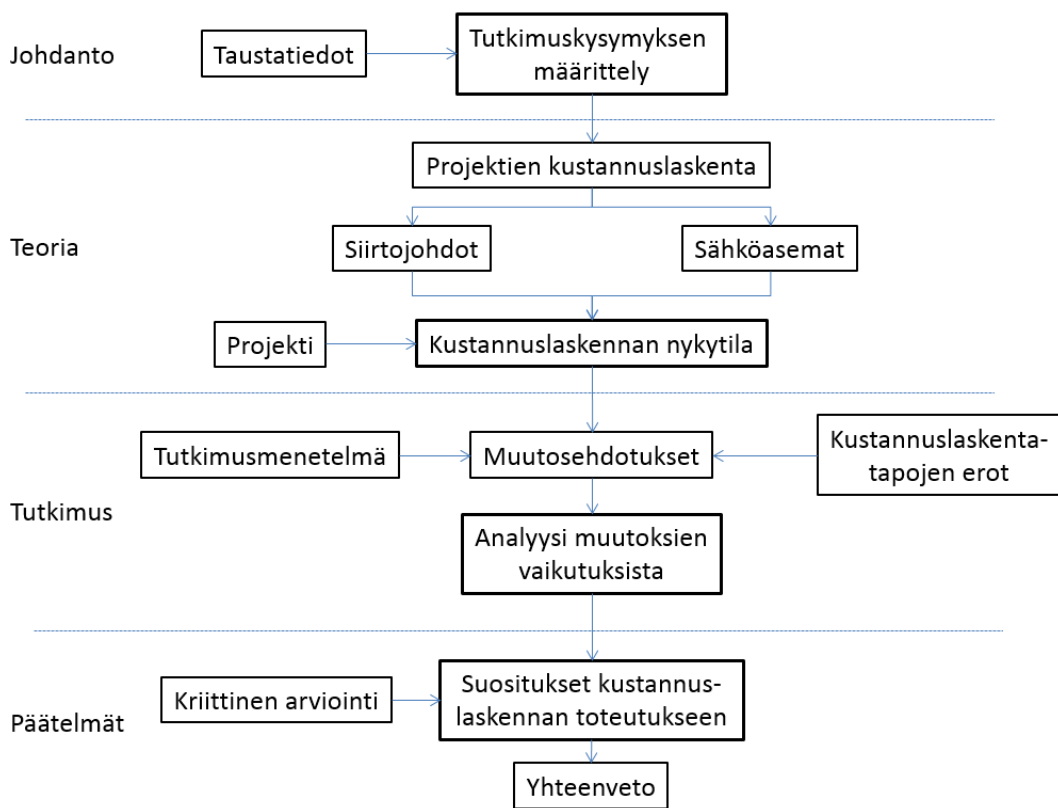 Johdanto
Taustatiedot
Tutkimuskysymyksen
määrittely
Projektien kustannuslaskenta
Teoria
Siirtojohdot
Sähköasemat
Projekti
Kustannuslaskennan nykytila
Tutkimusmenetelmä
Muutosehdotukset
Kustannuslaskenta-
tapojen erot
Tutkimus
Analyysi muutoksien
vaikutuksista
Kriittinen arviointi
Suositukset kustannus-
laskennan toteutukseen
Päätelmät
Yhteenveto